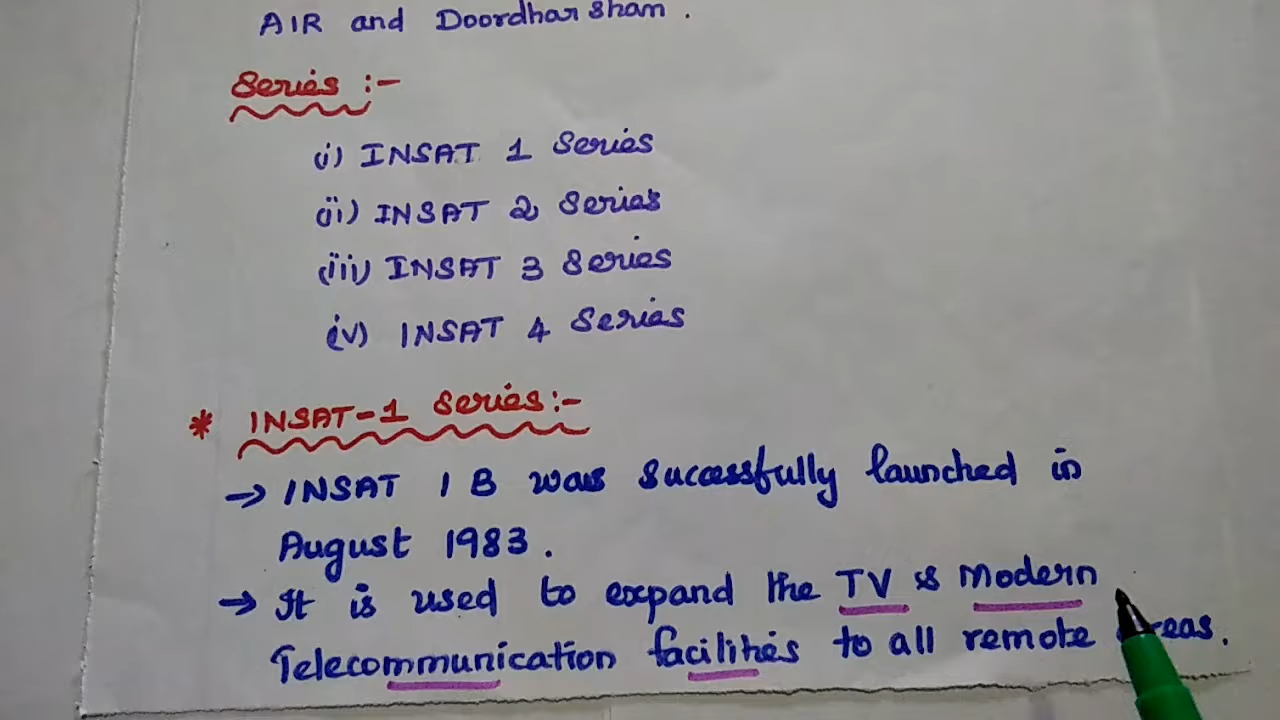 AIR and Doordharsham.
Series :-
(i) INSAT 1 Series
(ii) INSAT 2 Series
(iii) INSAT 3 Series
(iv) INSAT 4 Series
* INSAT-1 Series:-
→ INSAT 1 B was successfully launched in
August 1983.
→ It is used to expand the TV & Modern
Telecommunication facilities to all remote areas.